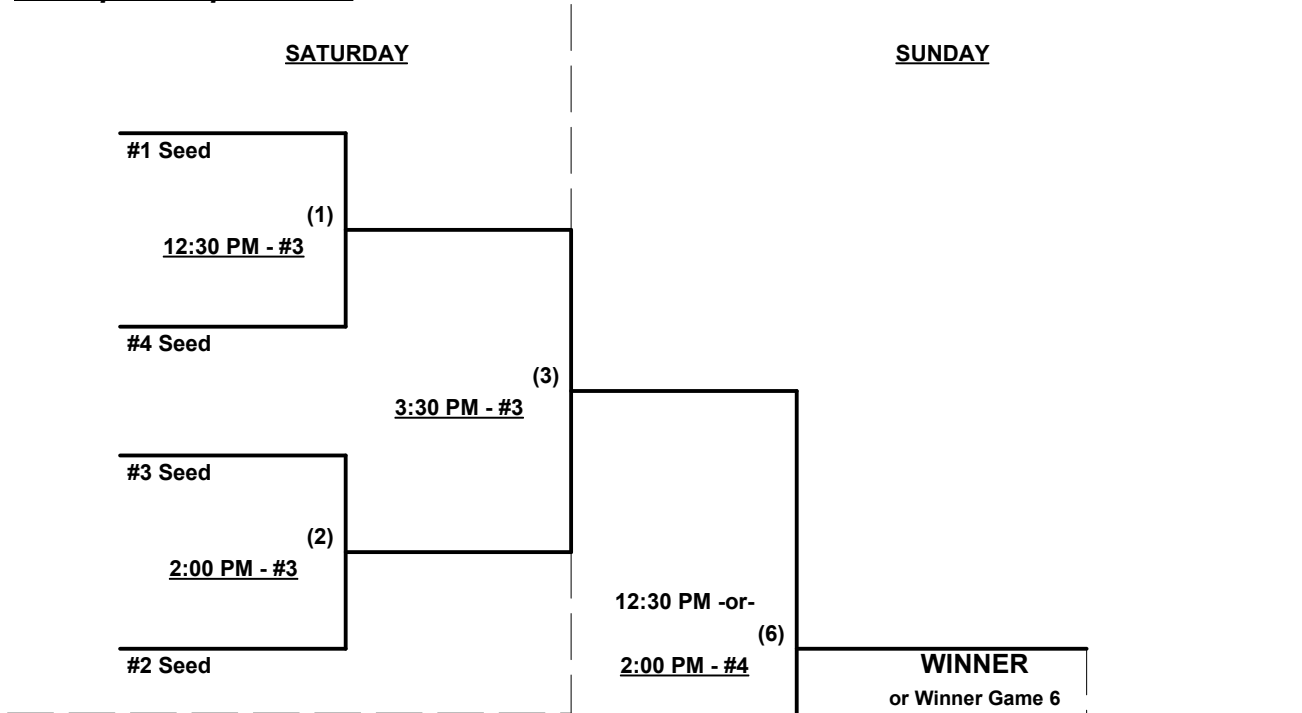 SATURDAY
SUNDAY
#1 Seed
(1)
12:30 PM - #3
#4 Seed
(3)
3:30 PM - #3
#3 Seed
(2)
2:00 PM - #3
12:30 PM -or-
(6)
2:00 PM - #4
#2 Seed
WINNER
or Winner Game 6